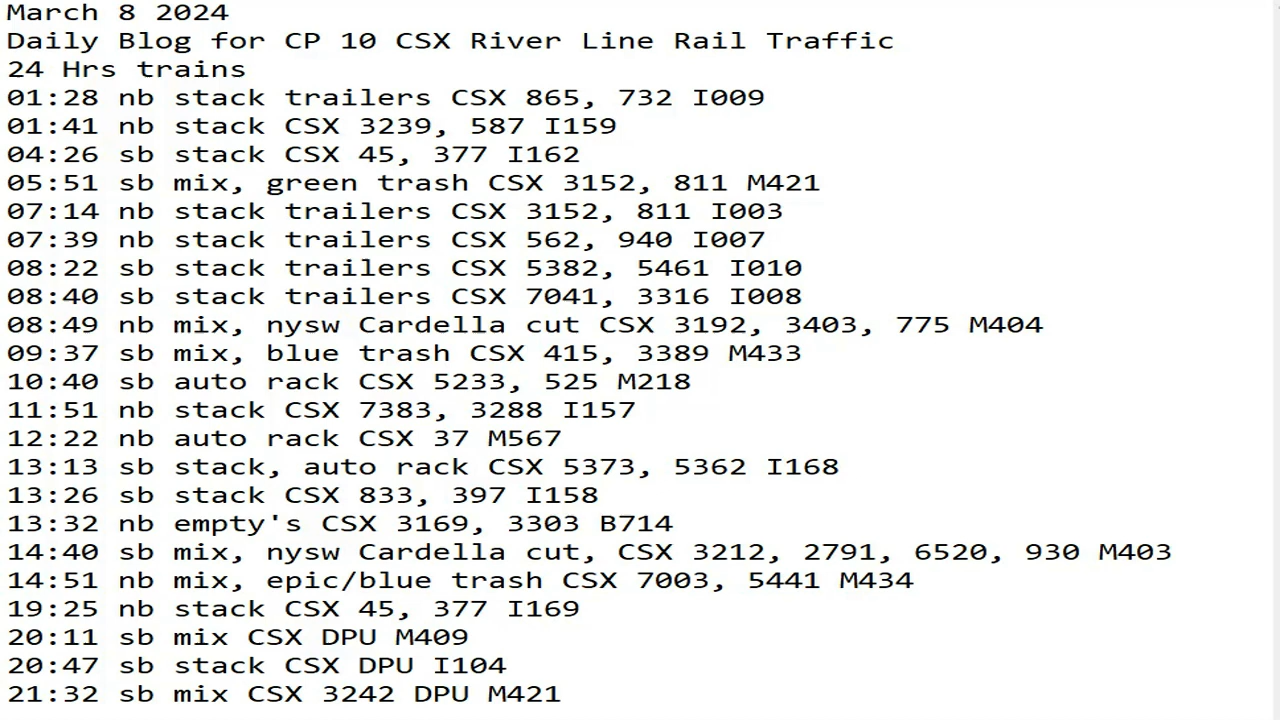 March 8 2024
Daily Blog for CP 10 CSX River Line Rail Traffic
24 Hrs trains
01:28 nb stack trailers CSX 865, 732 I009
01:41 nb stack CSX 3239, 587 I159
04:26 sb stack CSX 45, 377 I162
05:51 sb mix, green trash CSX 3152, 811 M421
07:14 nb stack trailers CSX 3152, 811 I003
07:39 nb stack trailers CSX 562, 940 I007
08:22 sb stack trailers CSX 5382, 5461 I010
08:40 sb stack trailers CSX 7041, 3316 I008
08:49 nb mix, nysw Cardella cut CSX 3192, 3403, 775 M404
09:37 sb mix, blue trash CSX 415, 3389 M433
10:40 sb auto rack CSX 5233, 525 M218
11:51 nb stack CSX 7383, 3288 I157
12:22 nb auto rack CSX 37 M567
13:13 sb stack, auto rack CSX 5373, 5362 I168
13:26 sb stack CSX 833, 397 I158
13:32 nb empty's CSX 3169, 3303 B714
14:40 sb mix, nysw Cardella cut, CSX 3212, 2791, 6520, 930 M403
14:51 nb mix, epic/blue trash CSX 7003, 5441 M434
19:25 nb stack CSX 45, 377 I169
20:11 sb mix CSX DPU M409
20:47 sb stack CSX DPU I104
21:32 sb mix CSX 3242 DPU M421